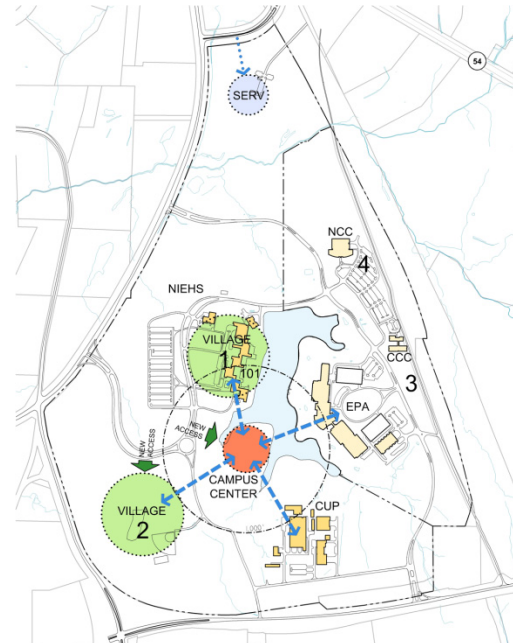 54
SERV
NCC
4
NIEHS
VILLAGE
1
101
CCC
3
EPA
NEW
ACCESS
NEW
ACCESS
CAMPUS
CENTER
VILLAGE
2
CUP